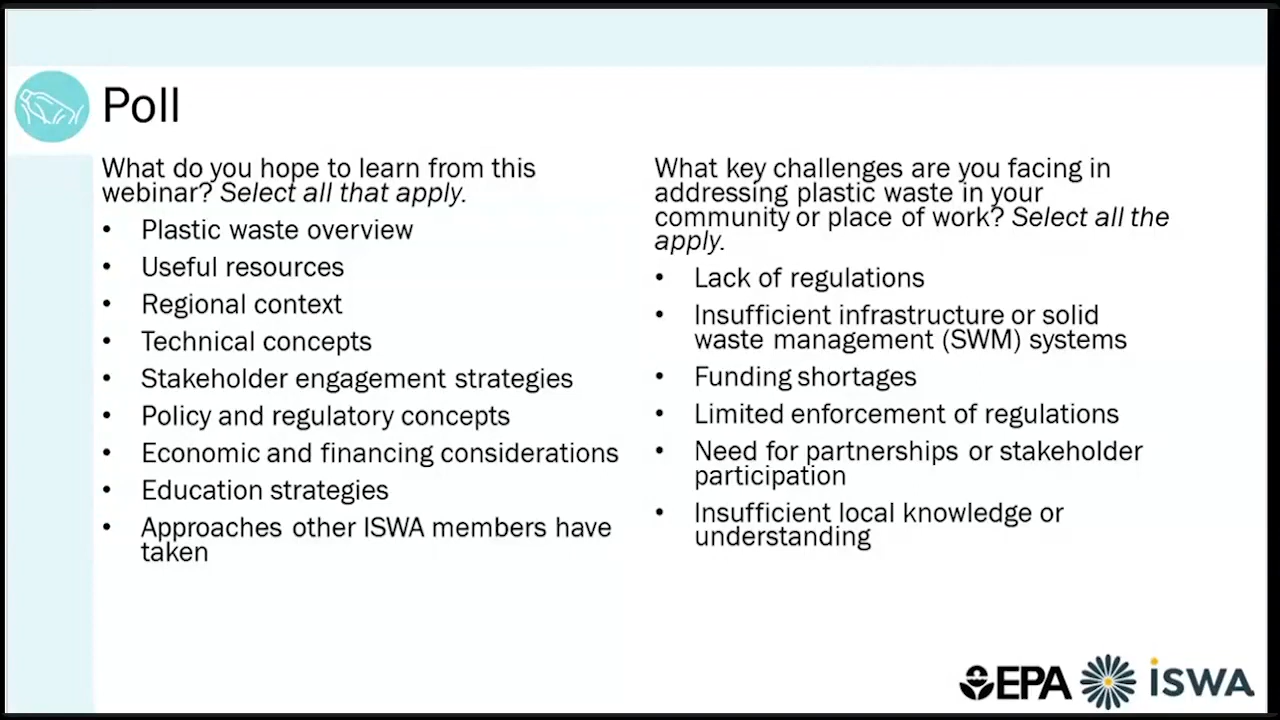 Poll
What do you hope to learn from this
webinar? Select all that apply.
• Plastic waste overview
• Useful resources
• Regional context
• Technical concepts
• Stakeholder engagement strategies
• Policy and regulatory concepts
• Economic and financing considerations
• Education strategies
• Approaches other ISWA members have
taken
What key challenges are you facing in
addressing plastic waste in your
community or place of work? Select all the
apply.
• Lack of regulations
• Insufficient infrastructure or solid
waste management (SWM) systems
• Funding shortages
• Limited enforcement of regulations
• Need for partnerships or stakeholder
participation
• Insufficient local knowledge or
understanding
EPA iSWA